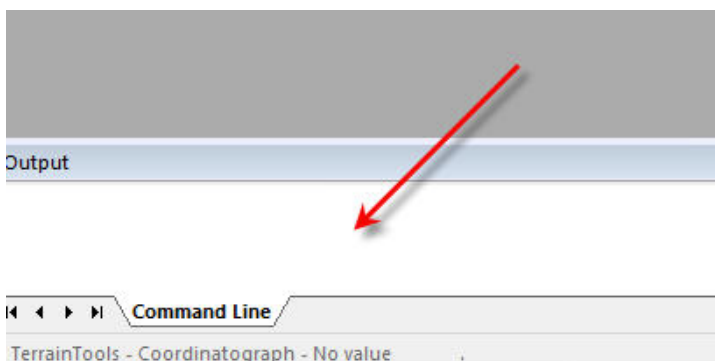 Output
Command Line
TerrainTools - Coordinatograph - No value